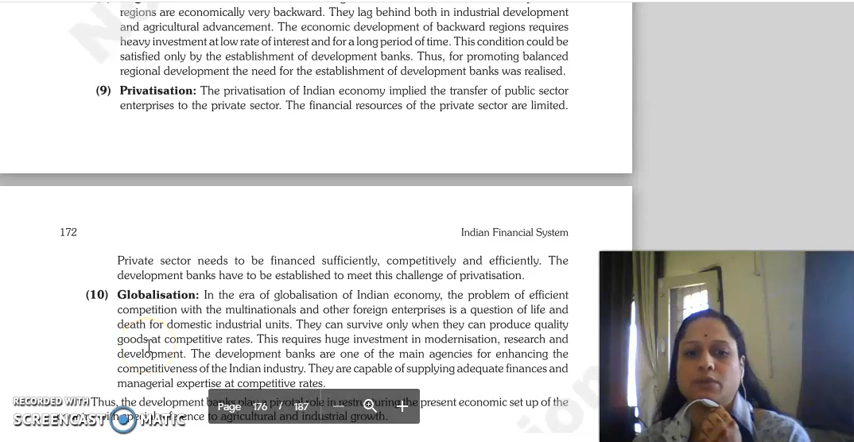 regions are economically very backward. They lag behind both in industrial development
and agricultural advancement. The economic development of backward regions requires
heavy investment at low rate of interest and for a long period of time. This condition could be
satisfied only by the establishment of development banks. Thus, for promoting balanced
regional development the need for the establishment of development banks was realised.
(9) Privatisation: The privatisation of Indian economy implied the transfer of public sector
enterprises to the private sector. The financial resources of the private sector are limited.
172 Indian Financial System
Private sector needs to be financed sufficiently, competitively and efficiently. The
development banks have to be established to meet this challenge of privatisation.
(10) Globalisation: In the era of globalisation of Indian economy, the problem of efficient
competition with the multinationals and other foreign enterprises is a question of life and
death for domestic industrial units. They can survive only when they can produce quality
goods at competitive rates. This requires huge investment in modernisation, research and
development. The development banks are one of the main agencies for enhancing the
competitiveness of the Indian industry. They are capable of supplying adequate finances and
managerial expertise at competitive rates.
Thus, the development banks play a pivotal role in restructuring the present economic set up of the
reference to agricultural and industrial growth.
Page 176 / 187
RECORDED WITH
SCREENCAST MATIC